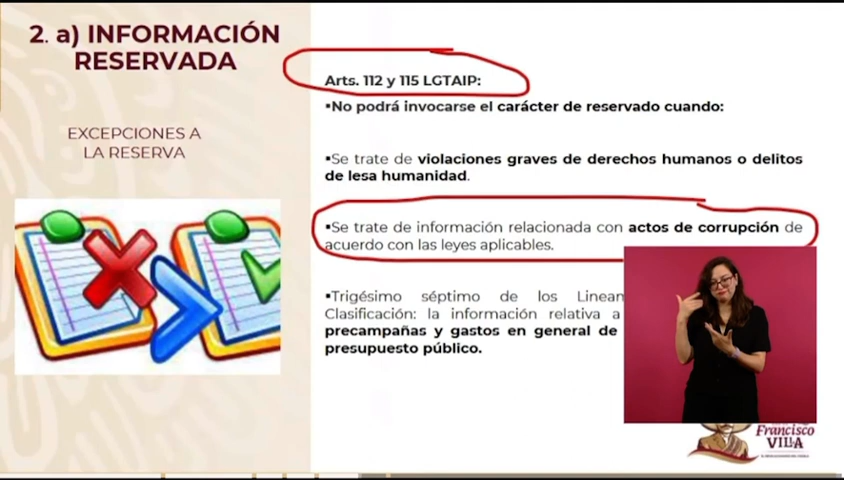 2. a) INFORMACIÓN
RESERVADA
EXCEPCIONES A
LA RESERVA
Arts. 112 y 115 LGTAIP:
▪No podrá invocarse el carácter de reservado cuando:
▪Se trate de violaciones graves de derechos humanos o delitos
de lesa humanidad.
▪Se trate de información relacionada con actos de corrupción de
acuerdo con las leyes aplicables.
▪Trigésimo séptimo de los
Clasificación: la información relativa a
precampañas y gastos en general de
presupuesto público.
Francisco
VILLA